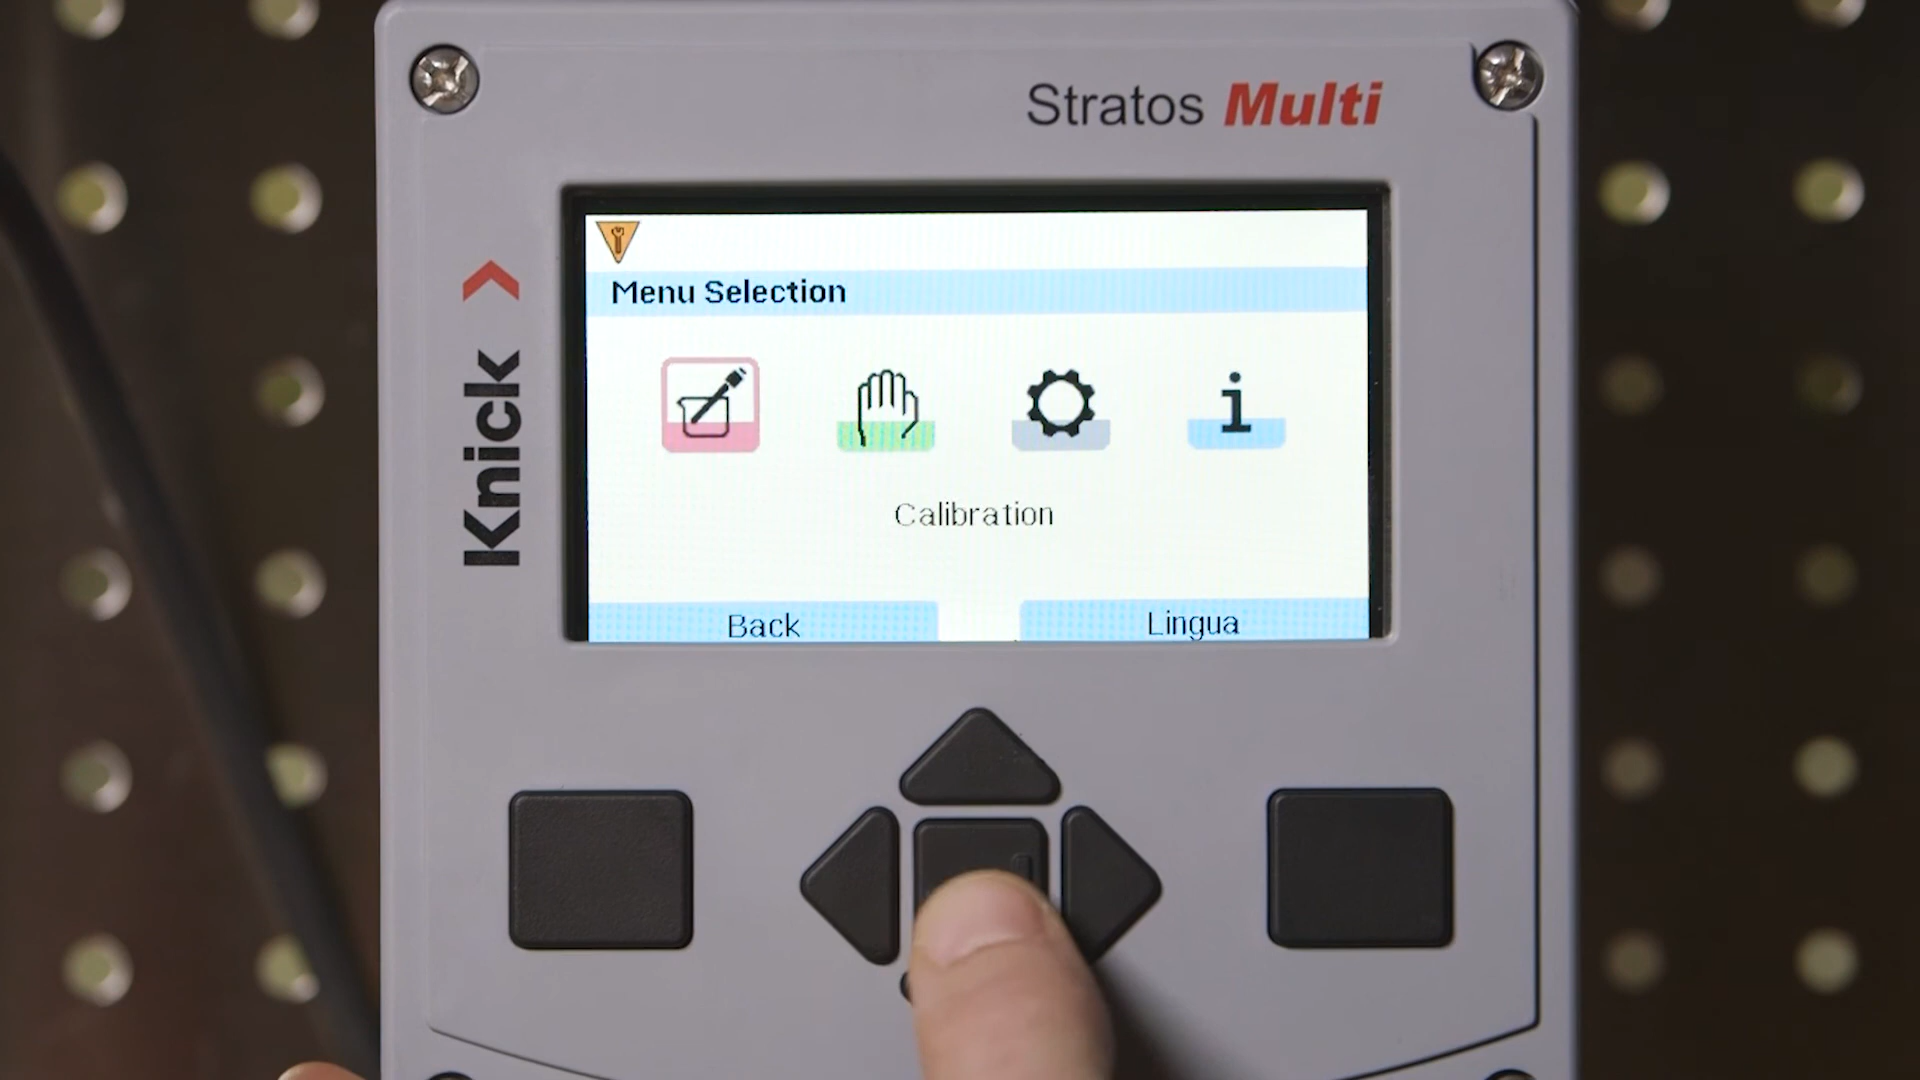 Stratos Multi
Knick >
Menu Selection
i
Calibration
Back
Lingua